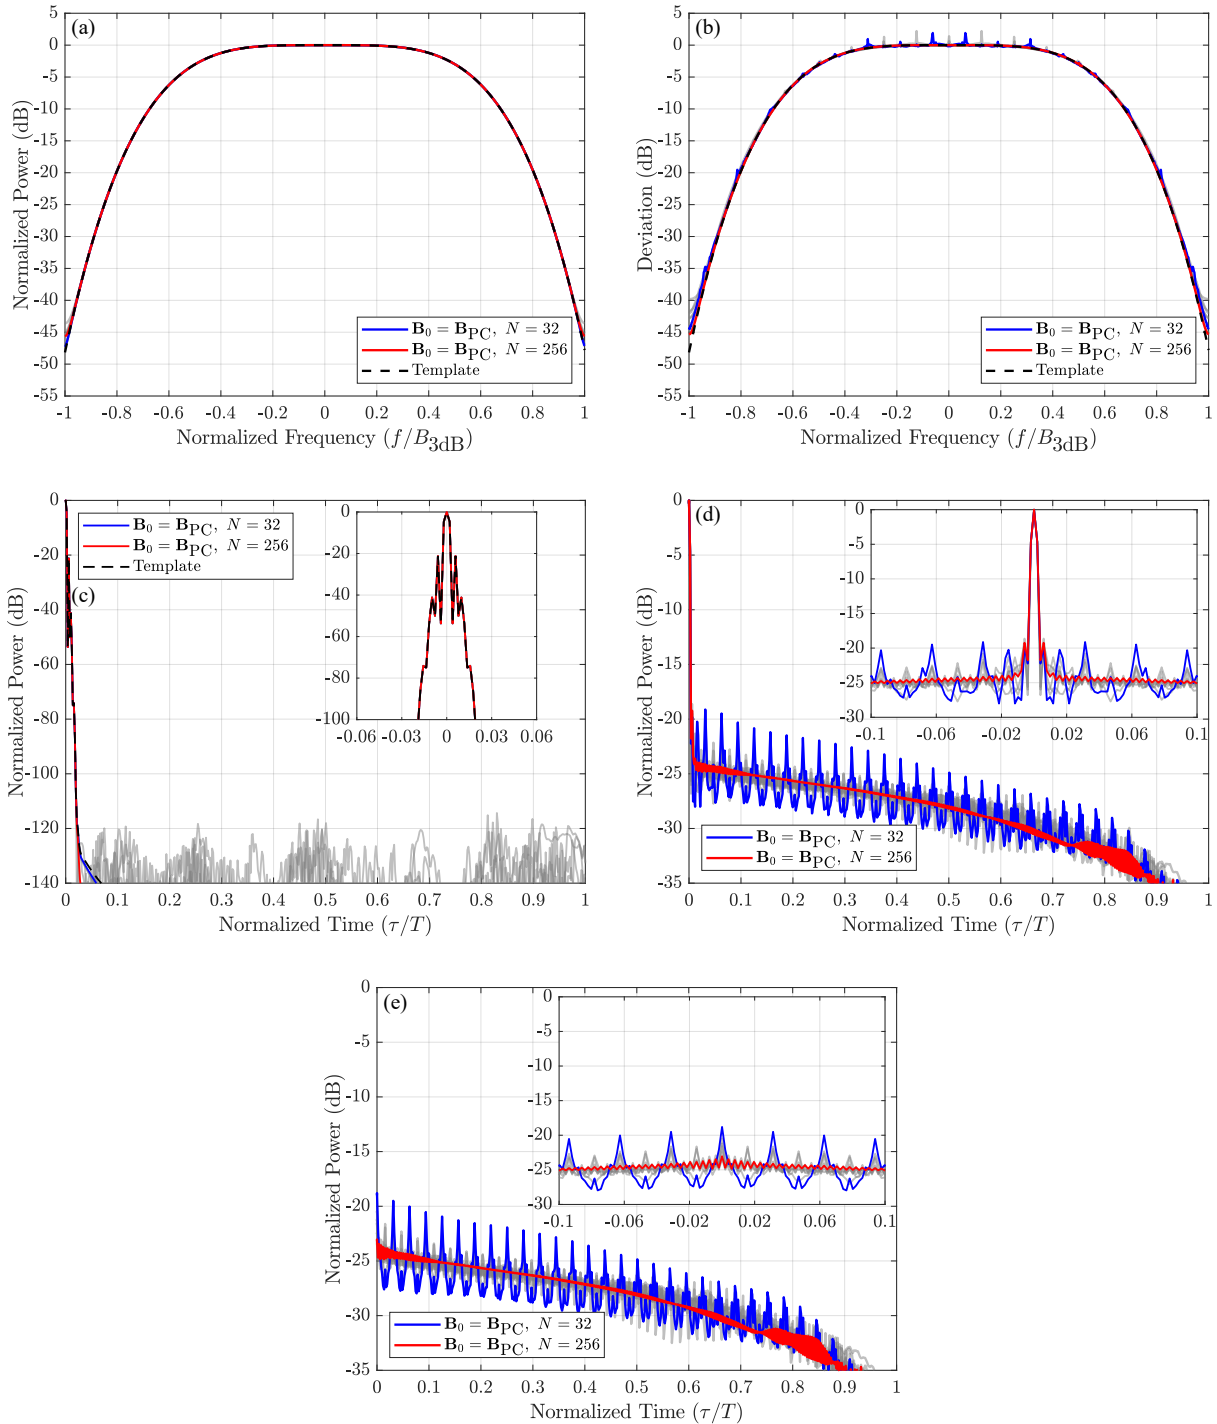 (a)
5
0
-5
-10
-15
-20
-25
-30
-35
-40
-45
-50
-55
Normalized Power (dB)
B₀ = B_PC, N = 32
B₀ = B_PC, N = 256
Template
-1 -0.8 -0.6 -0.4 -0.2 0 0.2 0.4 0.6 0.8 1
Normalized Frequency (f/B_3dB)
(b)
5
0
-5
-10
-15
-20
-25
-30
-35
-40
-45
-50
-55
Deviation (dB)
B₀ = B_PC, N = 32
B₀ = B_PC, N = 256
Template
-1 -0.8 -0.6 -0.4 -0.2 0 0.2 0.4 0.6 0.8 1
Normalized Frequency (f/B_3dB)
0
-20
-40
-60
-80
-100
-120
-140
Normalized Power (dB)
B₀ = B_PC, N = 32
B₀ = B_PC, N = 256
Template
(c)
0
-20
-40
-60
-80
-100
-0.06 -0.03 0 0.03 0.06
0 0.1 0.2 0.3 0.4 0.5 0.6 0.7 0.8 0.9 1
Normalized Time (τ/T)
(d)
0
-5
-10
-15
-20
-25
-30
-35
Normalized Power (dB)
0
-5
-10
-15
-20
-25
-30
-0.1 -0.06 -0.02 0.02 0.06 0.1
B₀ = B_PC, N = 32
B₀ = B_PC, N = 256
0 0.1 0.2 0.3 0.4 0.5 0.6 0.7 0.8 0.9 1
Normalized Time (τ/T)
(e)
0
-5
-10
-15
-20
-25
-30
-35
Normalized Power (dB)
0
-5
-10
-15
-20
-25
-30
-0.1 -0.06 -0.02 0.02 0.06 0.1
B₀ = B_PC, N = 32
B₀ = B_PC, N = 256
0 0.1 0.2 0.3 0.4 0.5 0.6 0.7 0.8 0.9 1
Normalized Time (τ/T)